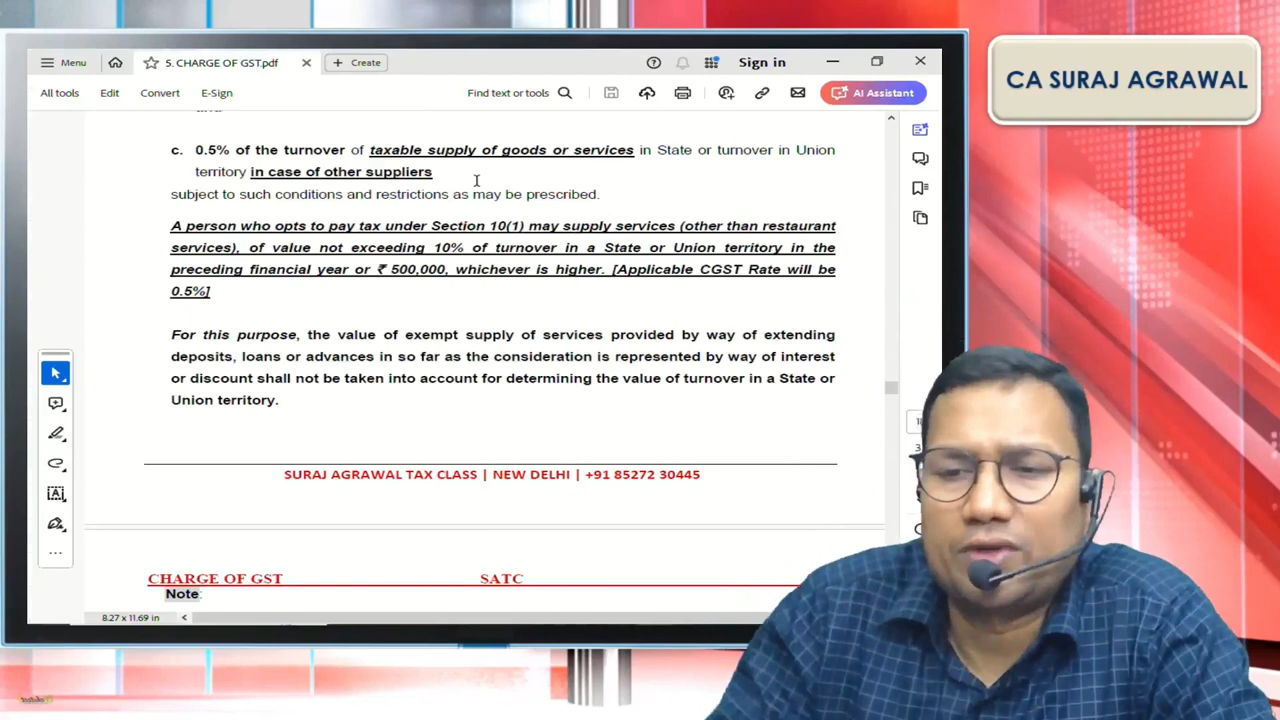 CA SURAJ AGRAWAL
Menu
5. CHARGE OF GST.pdf
Create
Sign in
All tools
Edit
Convert
E-Sign
Find text or tools
AI Assistant
c. 0.5% of the turnover of taxable supply of goods or services in State or turnover in Union
territory in case of other suppliers
subject to such conditions and restrictions as may be prescribed.
A person who opts to pay tax under Section 10(1) may supply services (other than restaurant
services), of value not exceeding 10% of turnover in a State or Union territory in the
preceding financial year or ₹ 500,000, whichever is higher. [Applicable CGST Rate will be
0.5%]
For this purpose, the value of exempt supply of services provided by way of extending
deposits, loans or advances in so far as the consideration is represented by way of interest
or discount shall not be taken into account for determining the value of turnover in a State or
Union territory.
SURAJ AGRAWAL TAX CLASS | NEW DELHI | +91 85272 30445
CHARGE OF GST
SATC
Note:
8.27 x 11.69 in